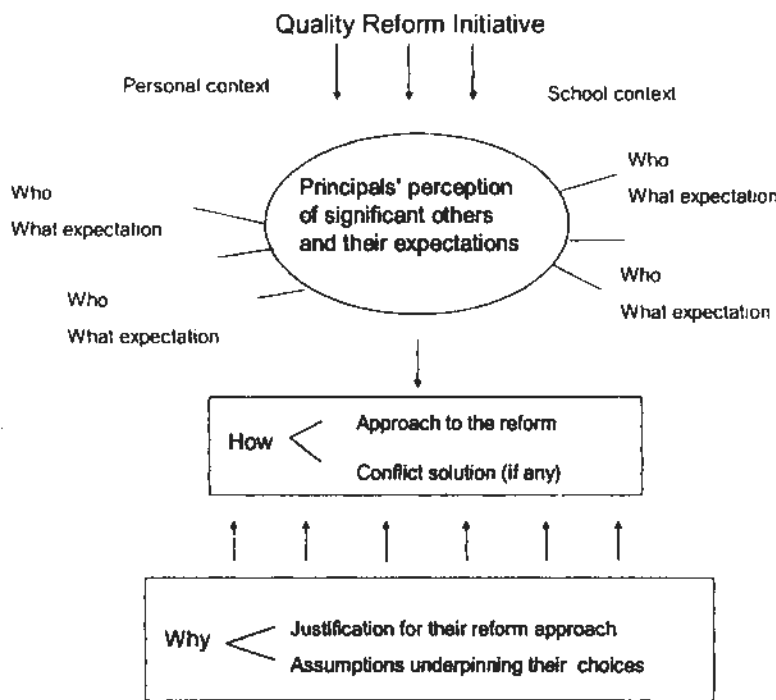 Quality Reform Initiative
Personal context
School context
Who
What expectation
Who
What expectation
Principals' perception
of significant others
and their expectations
Who
What expectation
Who
What expectation
How
Approach to the reform
Conflict solution (if any)
Why
Justification for their reform approach
Assumptions underpinning their choices